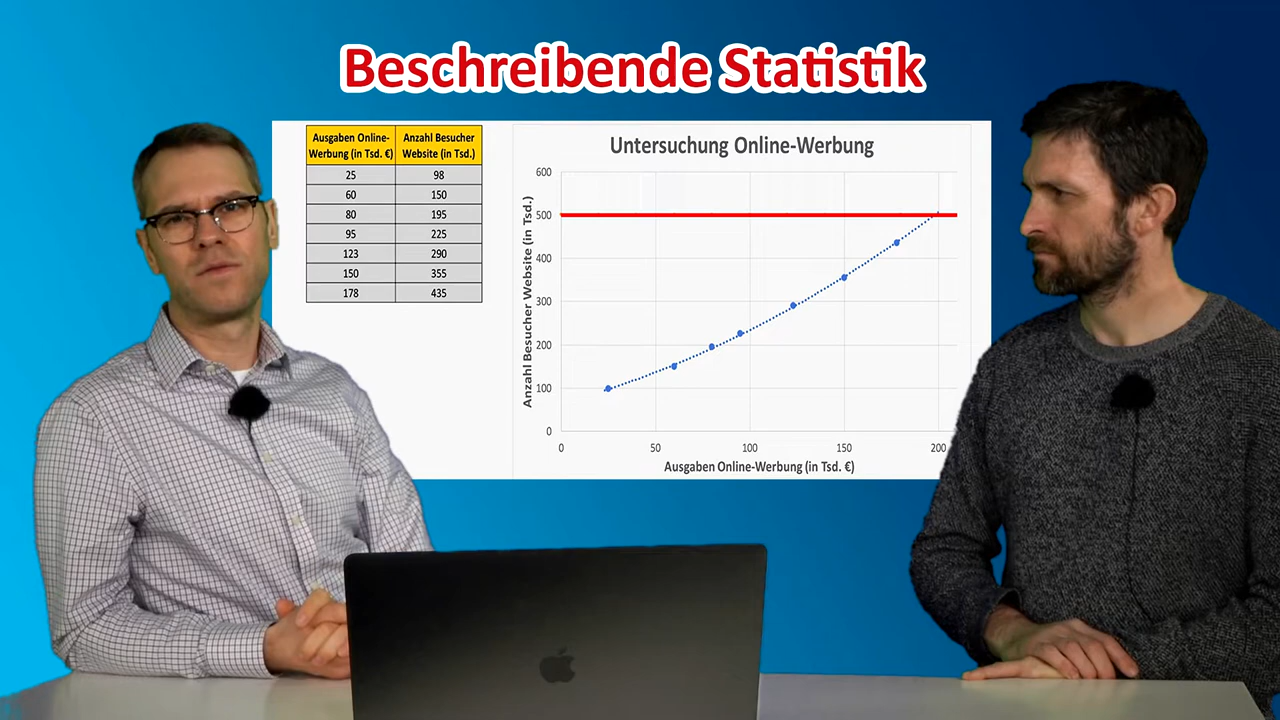 Beschreibende Statistik
Ausgaben Online-
Werbung (in Tsd. €)
Anzahl Besucher
Website (in Tsd.)
25 98
60 150
80 195
95 225
123 290
150 355
178 435
Untersuchung Online-Werbung
Anzahl Besucher Website (in Tsd.)
600
500
400
300
200
100
0
0 50 100 150 200
Ausgaben Online-Werbung (in Tsd. €)